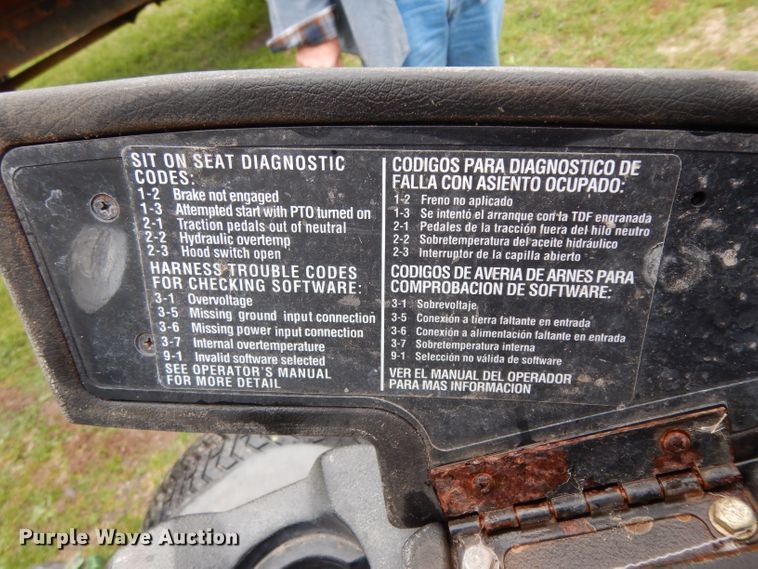 SIT ON SEAT DIAGNOSTIC
CODES:
1-2 Brake not engaged
1-3 Attempted start with PTO turned on
2-1 Traction pedals out of neutral
2-2 Hydraulic overtemp
2-3 Hood switch open
HARNESS TROUBLE CODES
FOR CHECKING SOFTWARE:
3-1 Overvoltage
3-5 Missing ground input connection
3-6 Missing power input connection
3-7 Internal overtemperature
9-1 Invalid software selected
SEE OPERATOR'S MANUAL
FOR MORE DETAIL
CODIGOS PARA DIAGNOSTICO DE
FALLA CON ASIENTO OCUPADO:
1-2 Freno no aplicado
1-3 Se intentó el arranque con la TDF engranada
2-1 Pedales de la tracción fuera del hilo neutro
2-2 Sobretemperatura del aceite hidráulico
2-3 Interruptor de la capilla abierto
CODIGOS DE AVERIA DE ARNES PARA
COMPROBACION DE SOFTWARE:
3-1 Sobrevoltaje
3-5 Conexión a tierra faltante en entrada
3-6 Conexión a alimentación faltante en entrada
3-7 Sobretemperatura interna
9-1 Selección no válida de software
VER EL MANUAL DEL OPERADOR
PARA MAS INFORMACION
Purple Wave Auction